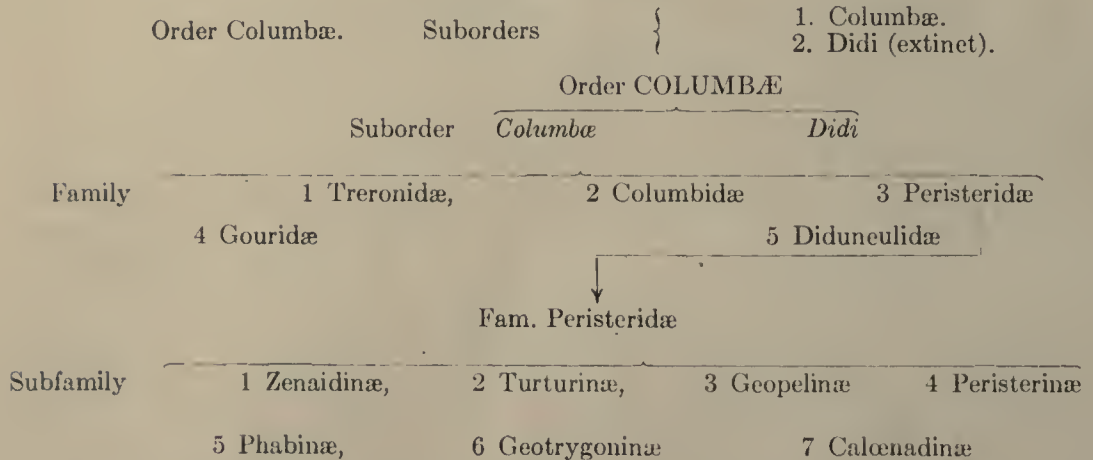 Order Columbæ. Suborders { 1. Columbæ.
2. Didi (extinct).
Order COLUMBÆ
Suborder Columbæ Didi
Family 1 Treronidæ, 2 Columbidæ 3 Peristeridæ
4 Gouridæ 5 Diduneulidæ
Fam. Peristeridæ
Subfamily 1 Zenaidinæ, 2 Turturinæ, 3 Geopelinæ 4 Peristerinæ
5 Phabinæ, 6 Geotrygoninæ 7 Calœnadinæ